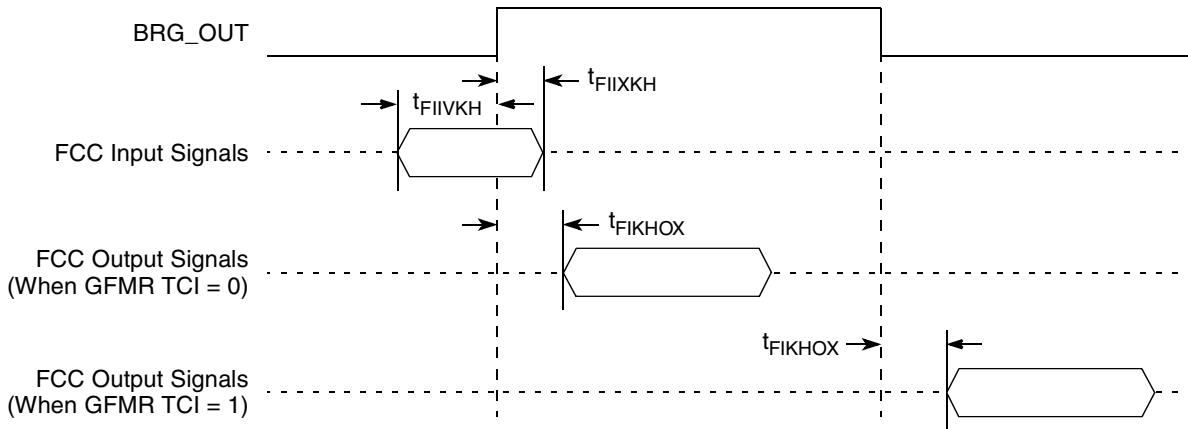 BRG_OUT
tFIIXKH
tFIIVKH
FCC Input Signals
tFIKHOX
FCC Output Signals
(When GFMR TCI = 0)
tFIKHOX
FCC Output Signals
(When GFMR TCI = 1)